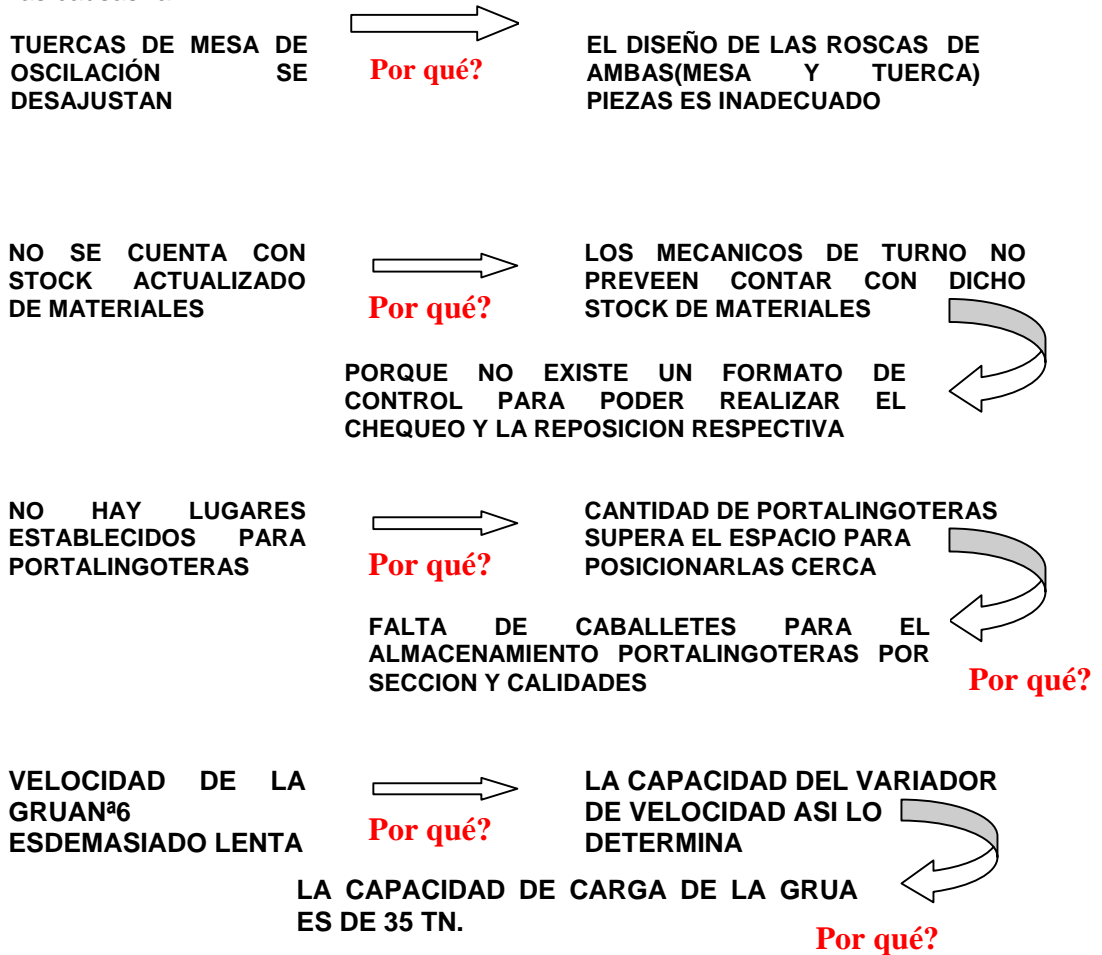 TUERCAS DE MESA DE
OSCILACIÓN SE
DESAJUSTAN
Por qué?
EL DISEÑO DE LAS ROSCAS DE
AMBAS(MESA Y TUERCA)
PIEZAS ES INADECUADO
NO SE CUENTA CON
STOCK ACTUALIZADO
DE MATERIALES
Por qué?
LOS MECANICOS DE TURNO NO
PREVEEN CONTAR CON DICHO
STOCK DE MATERIALES
PORQUE NO EXISTE UN FORMATO DE
CONTROL PARA PODER REALIZAR EL
CHEQUEO Y LA REPOSICION RESPECTIVA
NO HAY LUGARES
ESTABLECIDOS PARA
PORTALINGOTERAS
Por qué?
CANTIDAD DE PORTALINGOTERAS
SUPERA EL ESPACIO PARA
POSICIONARLAS CERCA
FALTA DE CABALLETES PARA EL
ALMACENAMIENTO PORTALINGOTERAS POR
SECCION Y CALIDADES
Por qué?
VELOCIDAD DE LA
GRUANª6
ESDEMASIADO LENTA
Por qué?
LA CAPACIDAD DEL VARIADOR
DE VELOCIDAD ASI LO
DETERMINA
LA CAPACIDAD DE CARGA DE LA GRUA
ES DE 35 TN.
Por qué?